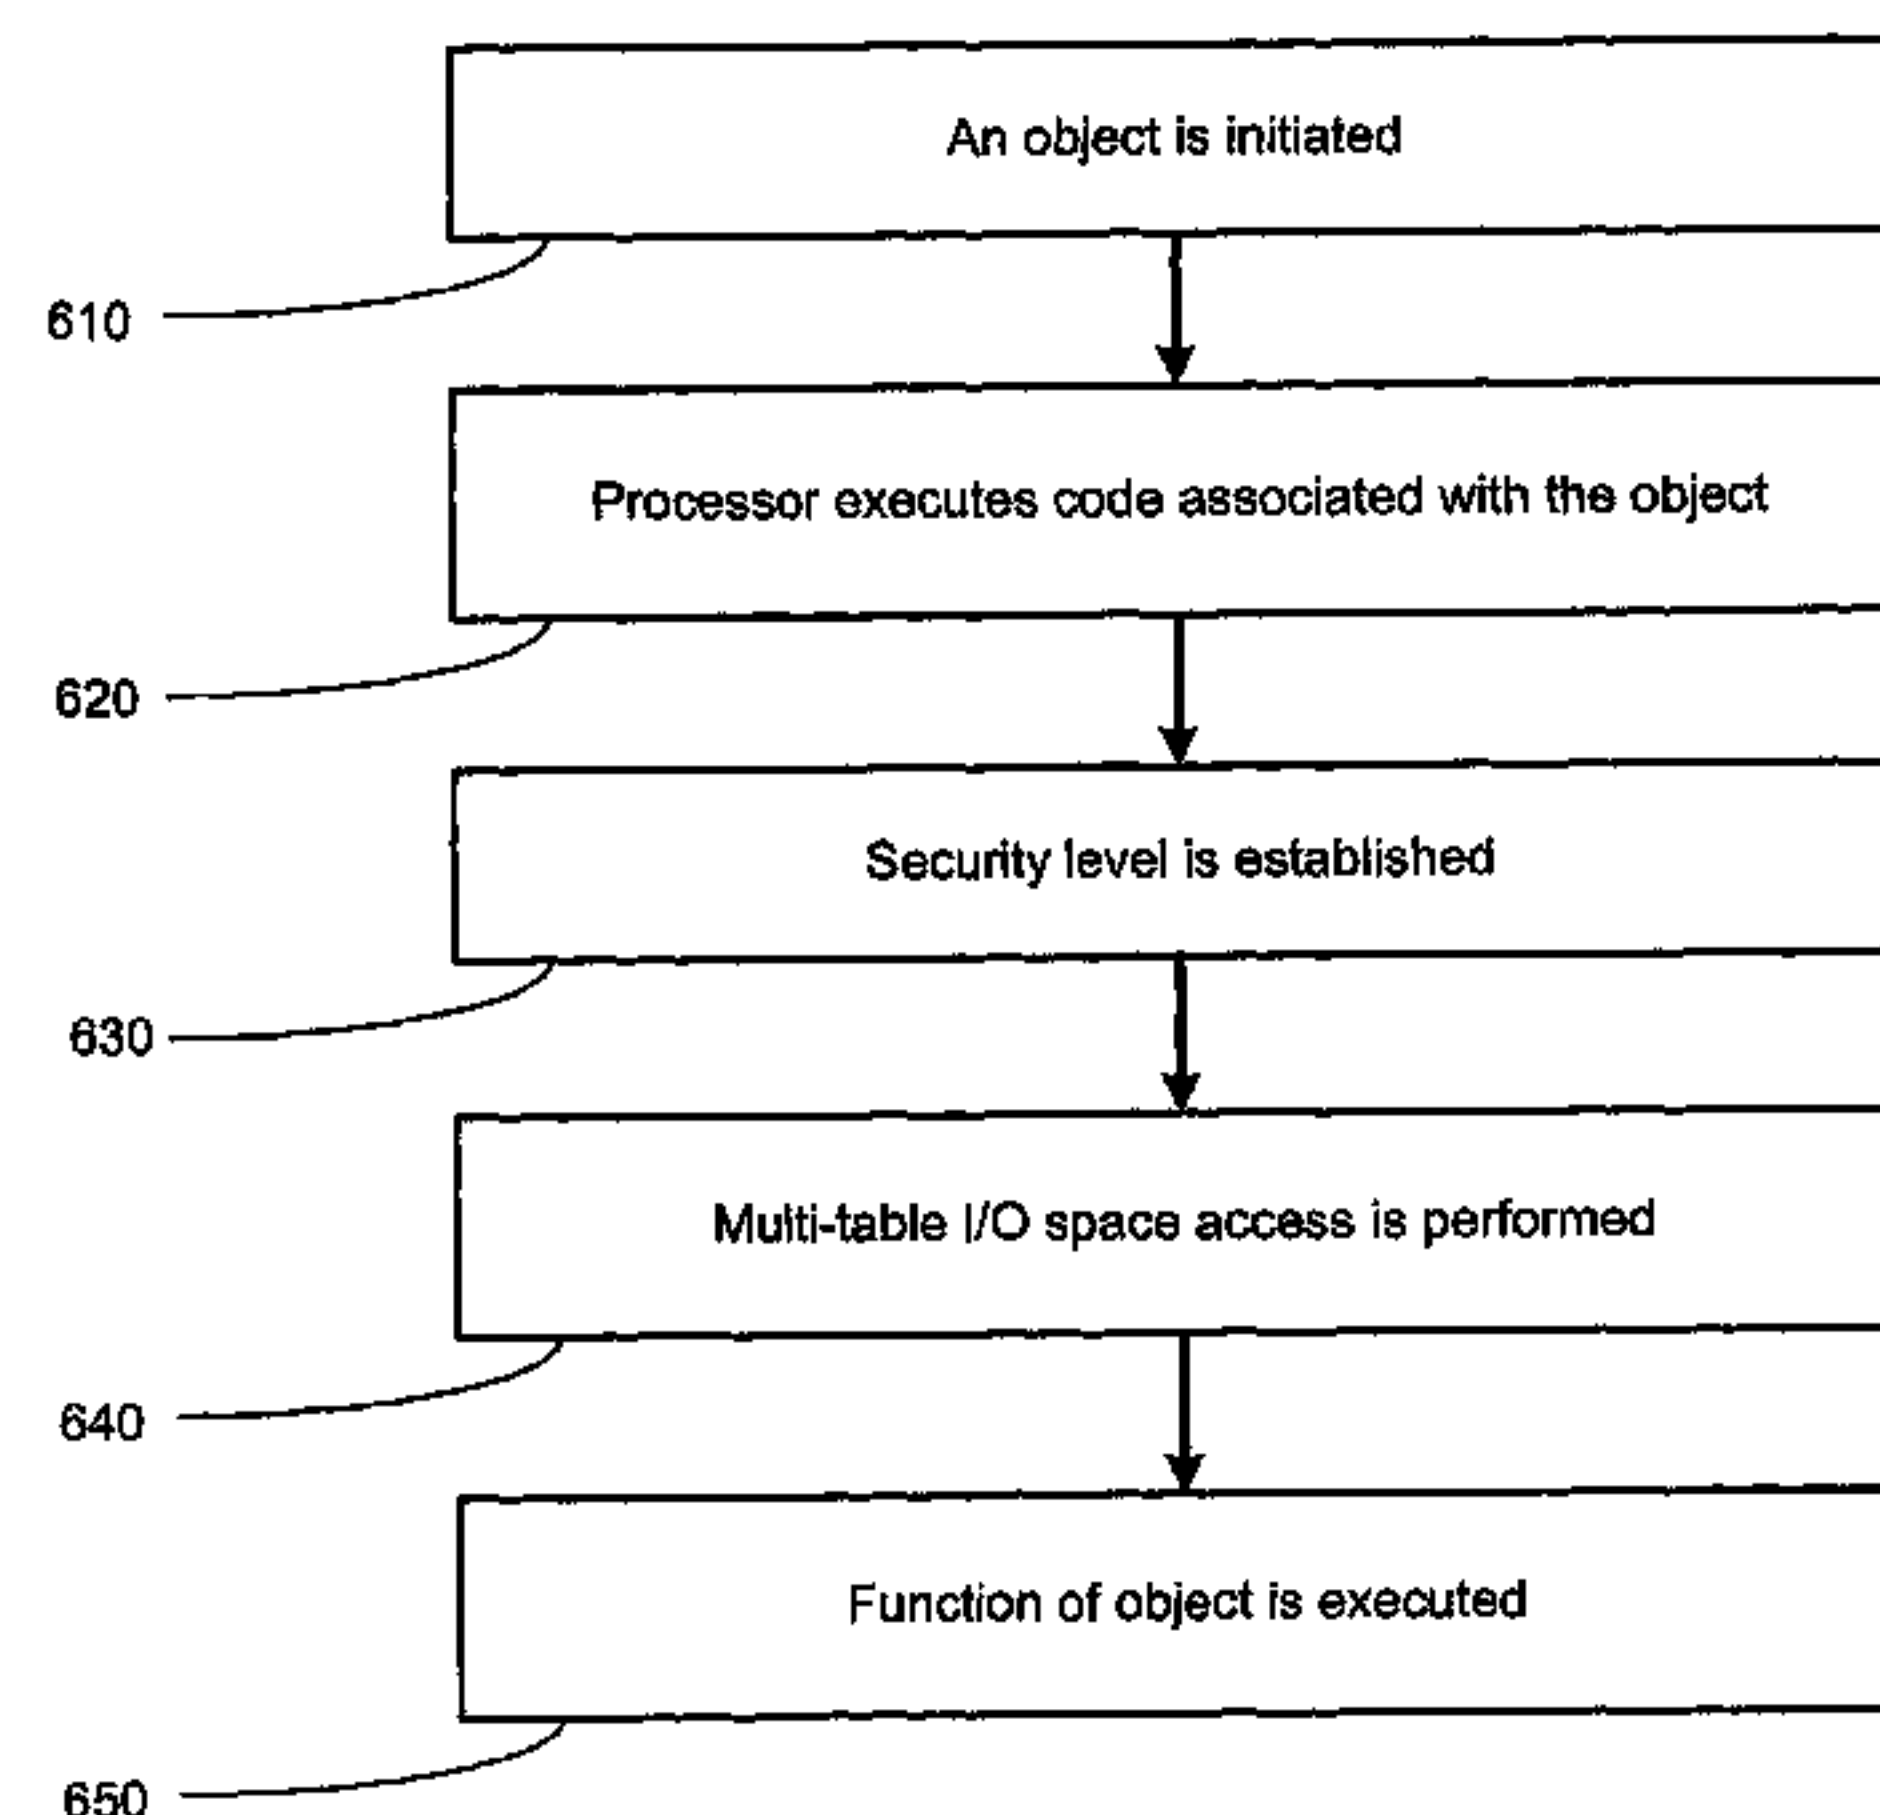 An object is initiated
610
Processor executes code associated with the object
620
Security level is established
630
Multi-table I/O space access is performed
640
Function of object is executed
650